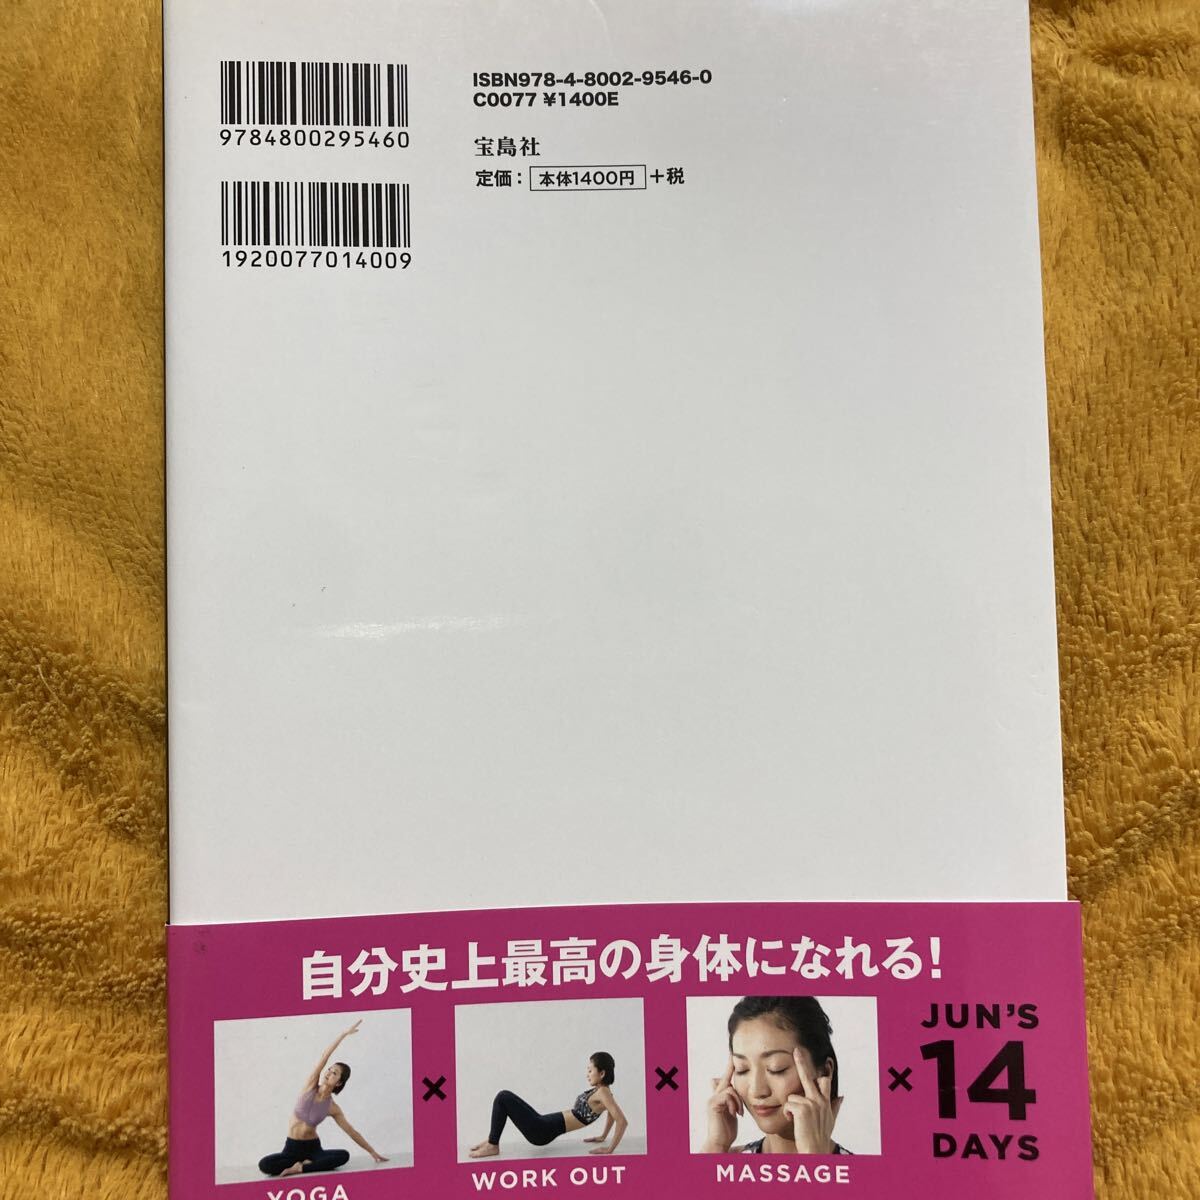 9784800295460
1920077014009
ISBN978-4-8002-9546-0
C0077 ¥1400E
宝島社
定価: 本体1400円 +税
自分史上最高の身体になれる!
YOGA
×
WORK OUT
×
MASSAGE
×
JUN'S
14
DAYS